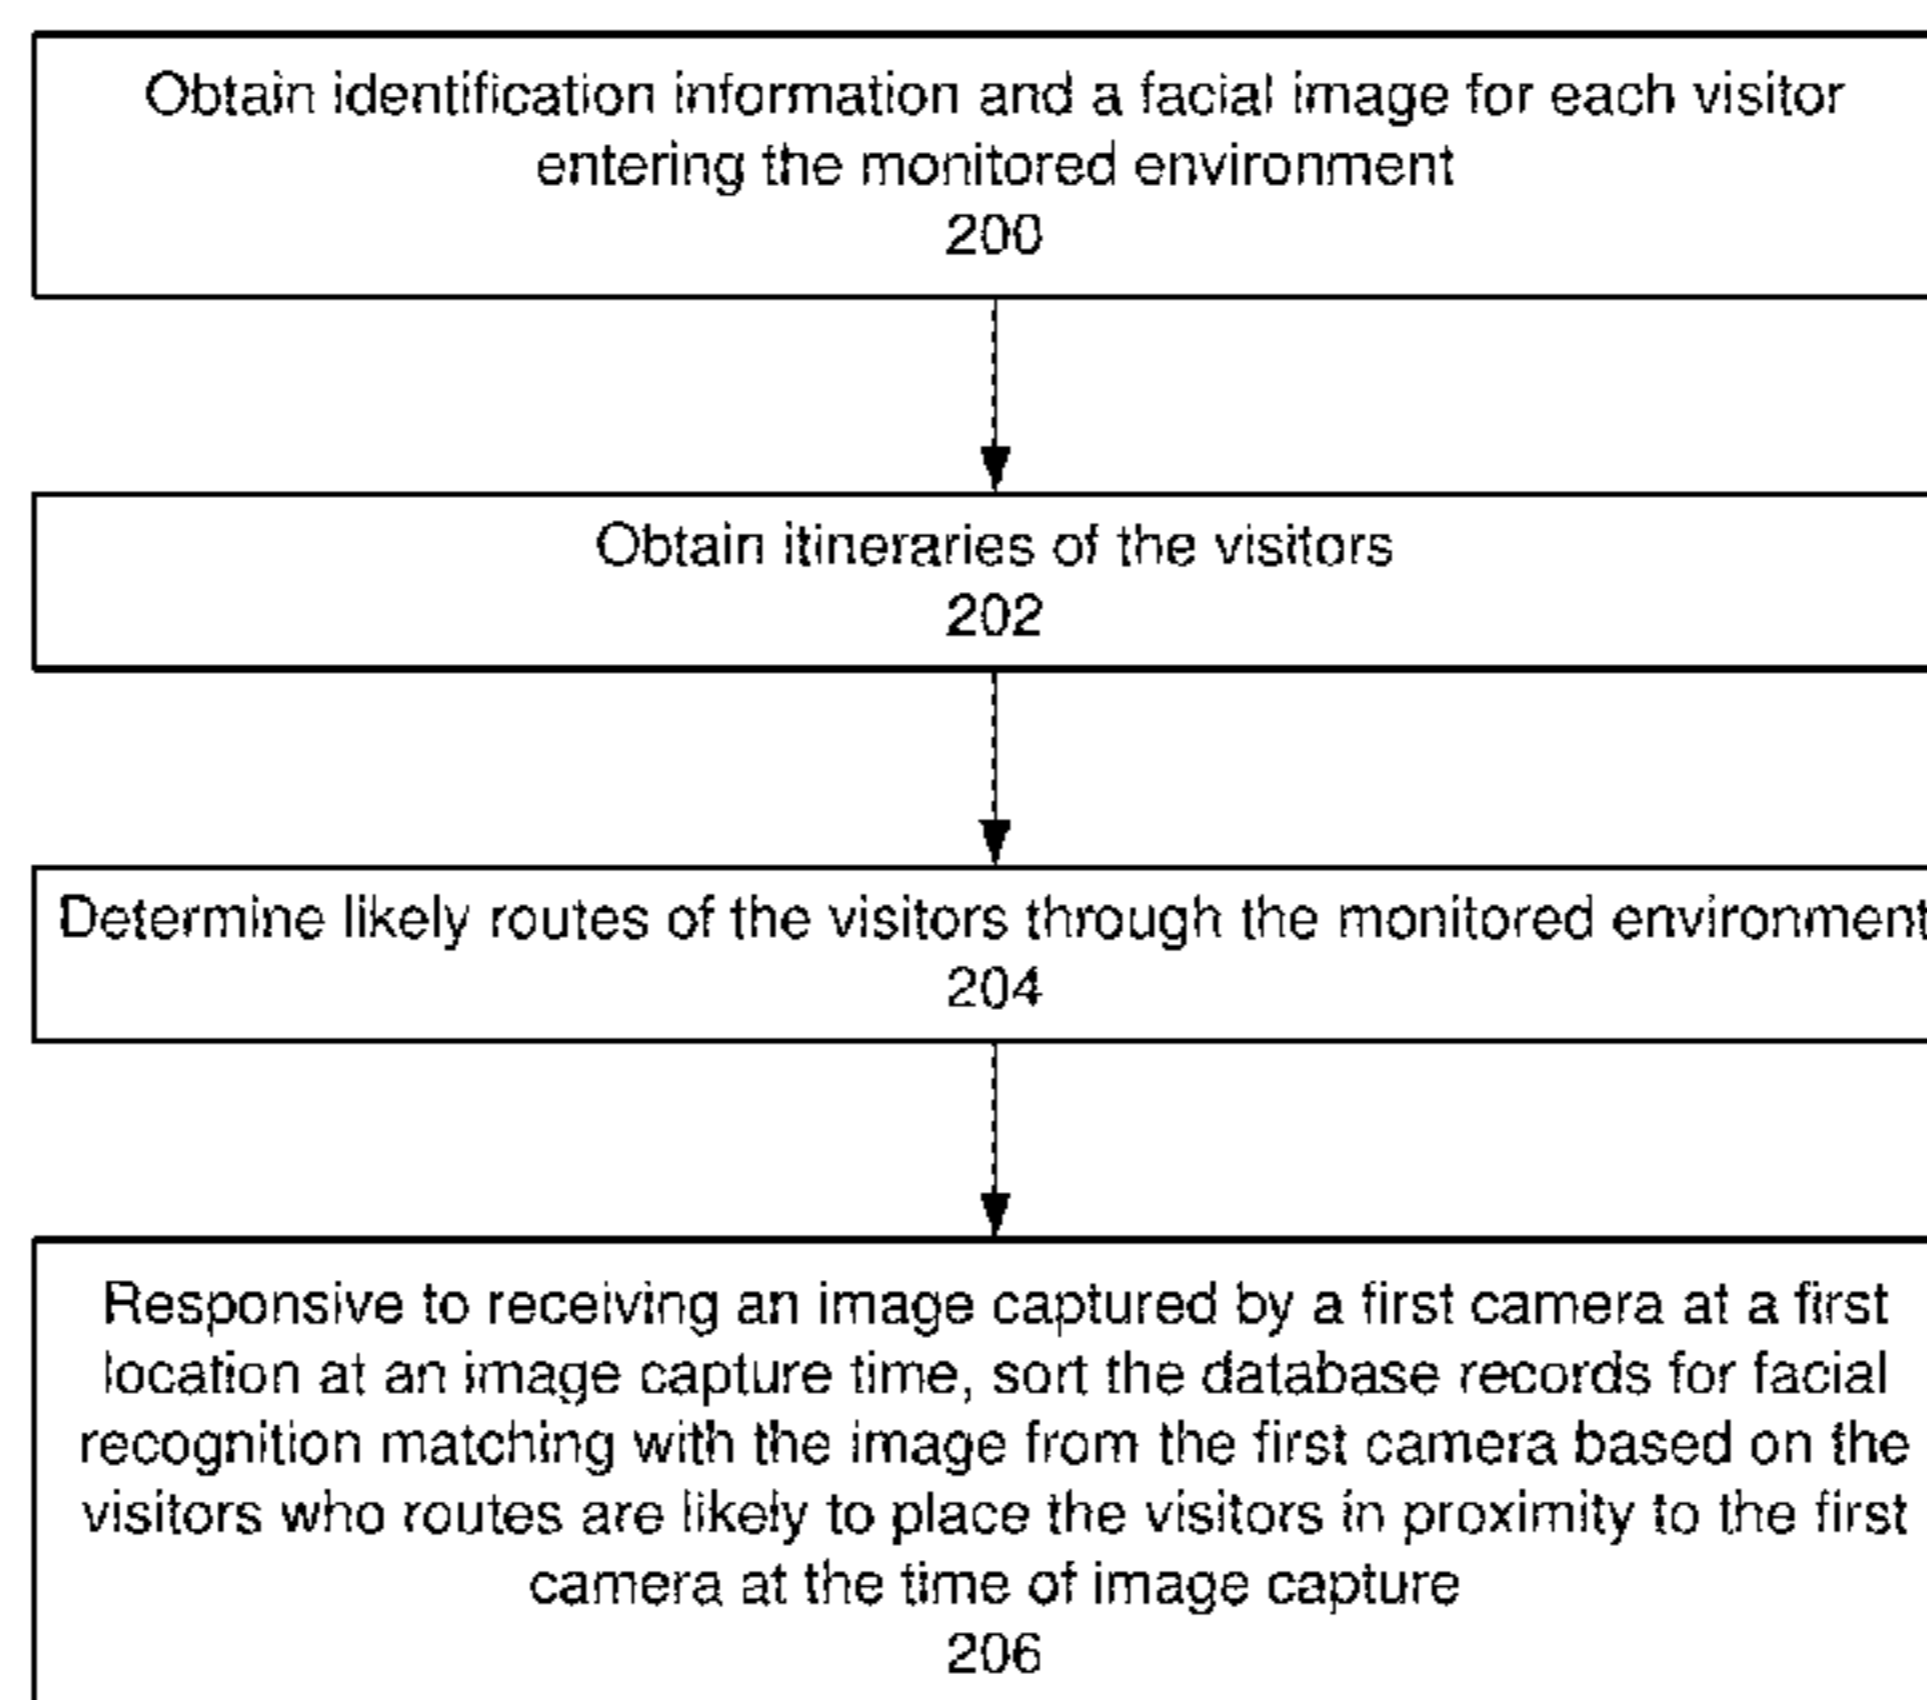 Obtain identification information and a facial image for each visitor
entering the monitored environment
200
Obtain itineraries of the visitors
202
Determine likely routes of the visitors through the monitored environment
204
Responsive to receiving an image captured by a first camera at a first
location at an image capture time, sort the database records for facial
recognition matching with the image from the first camera based on the
visitors who routes are likely to place the visitors in proximity to the first
camera at the time of image capture
206